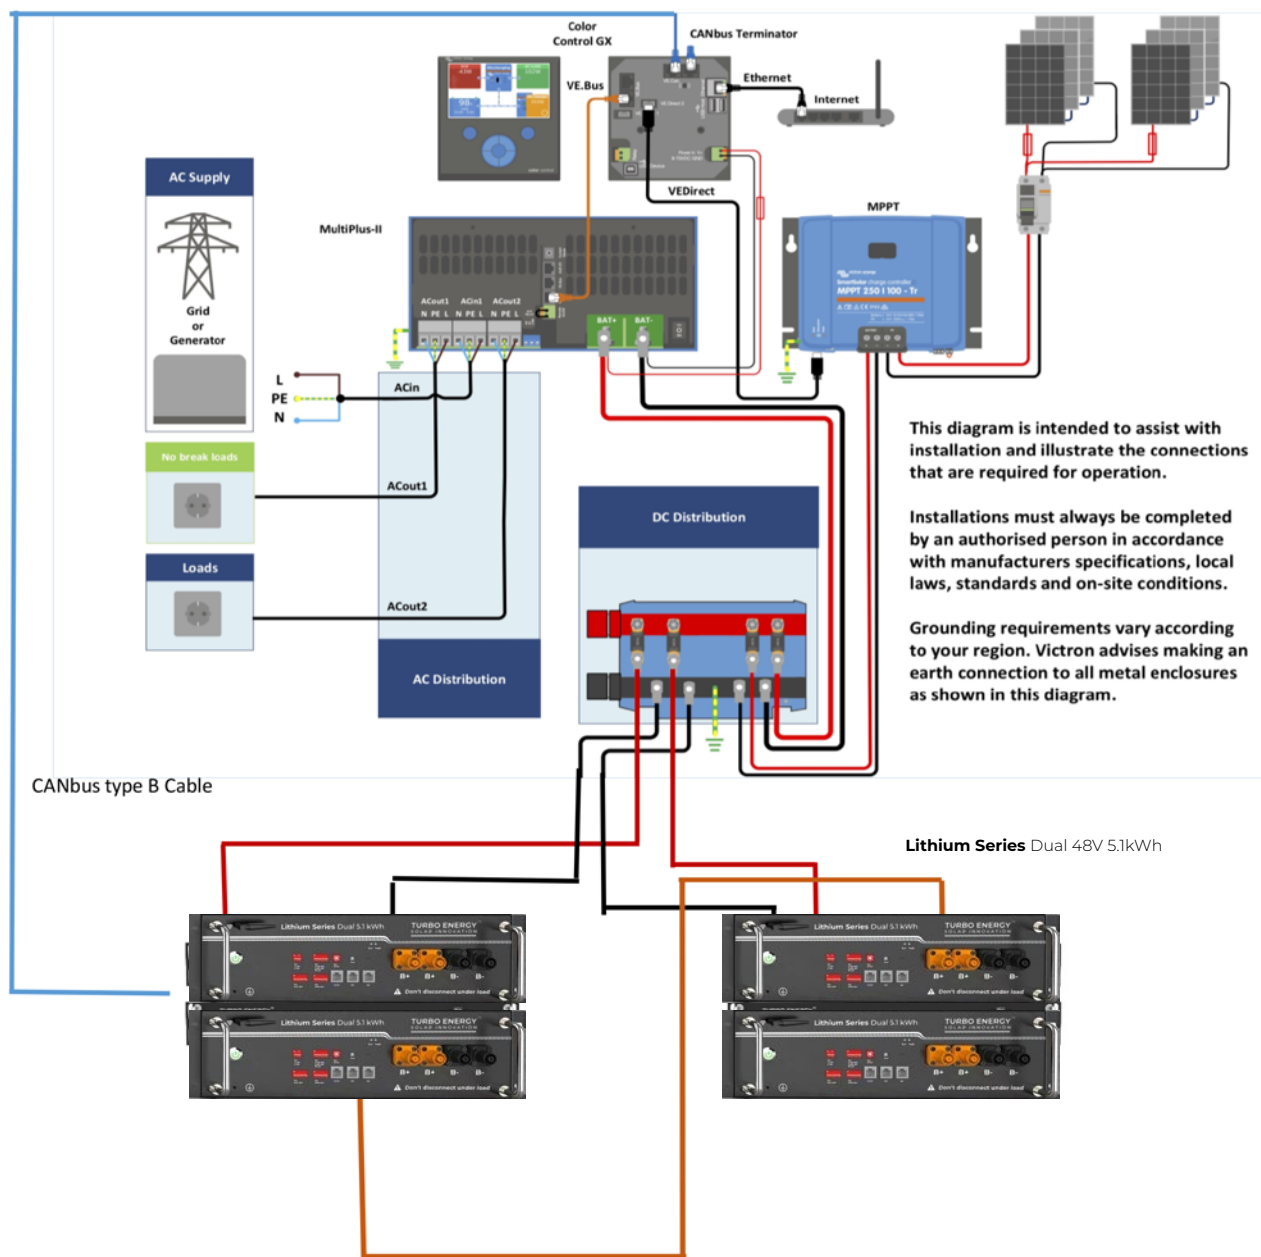 Color
Control GX
CANbus Terminator
VE.Bus
Ethernet
Internet
VEDirect
AC Supply
Grid
or
Generator
MultiPlus-II
ACout1 ACin1 ACout2
N PE L N PE L N PE L
BAT+ BAT-
MPPT
SmartSolar charge controller
MPPT 250 | 100 - Tr
L
PE
N
ACin
No break loads
ACout1
Loads
ACout2
AC Distribution
DC Distribution
This diagram is intended to assist with
installation and illustrate the connections
that are required for operation.
Installations must always be completed
by an authorised person in accordance
with manufacturers specifications, local
laws, standards and on-site conditions.
Grounding requirements vary according
to your region. Victron advises making an
earth connection to all metal enclosures
as shown in this diagram.
CANbus type B Cable
Lithium Series Dual 48V 5.1kWh
Lithium Series Dual 5.1 kWh
TURBO ENERGY
SOLAR INNOVATION
B+ B+ B- B-
Don't disconnect under load
Lithium Series Dual 5.1 kWh
TURBO ENERGY
SOLAR INNOVATION
B+ B+ B- B-
Don't disconnect under load
Lithium Series Dual 5.1 kWh
TURBO ENERGY
SOLAR INNOVATION
B+ B+ B- B-
Don't disconnect under load
Lithium Series Dual 5.1 kWh
TURBO ENERGY
SOLAR INNOVATION
B+ B+ B- B-
Don't disconnect under load